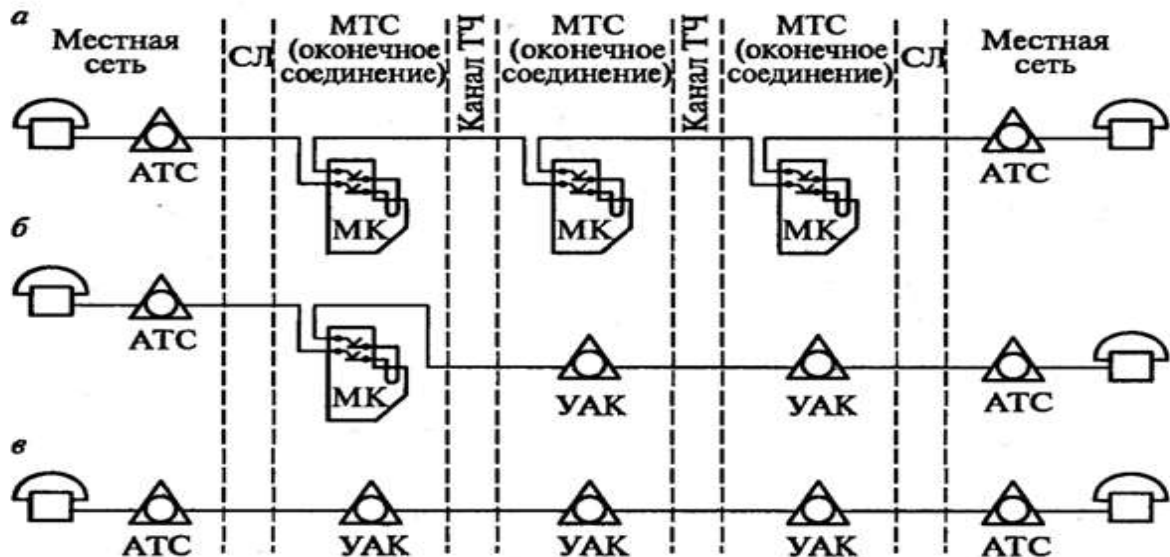 а
Местная
сеть
СЛ
МТС
(оконечное
соединение)
Канал ТЧ
МТС
(оконечное
соединение)
Канал ТЧ
МТС
(оконечное
соединение)
СЛ
Местная
сеть
АТС
МК
МК
МК
АТС
б
АТС
МК
УАК
УАК
АТС
в
АТС
УАК
УАК
УАК
АТС